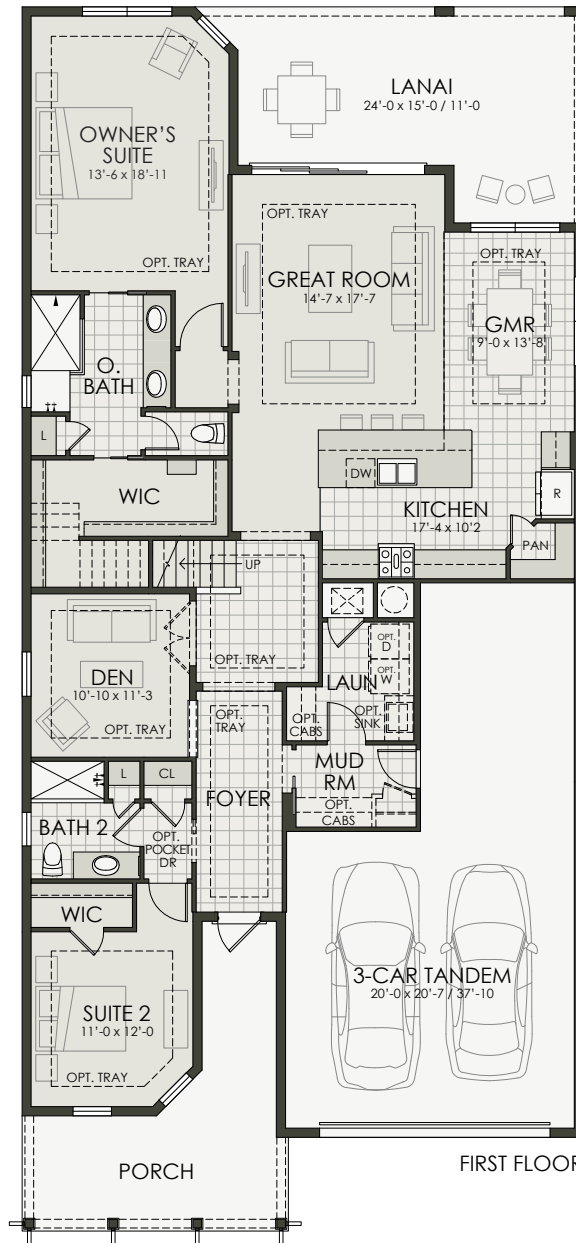 LANAI
24'-0 x 15'-0 / 11'-0
OWNER'S
SUITE
13'-6 x 18'-11
OPT. TRAY
OPT. TRAY
GREAT ROOM
14'-7 x 17'-7
OPT. TRAY
GMR
9'-0 x 13'-8
O.
BATH
L
WIC
DW
R
KITCHEN
17'-4 x 10'2
PAN
UP
OPT. TRAY
DEN
10'-10 x 11'-3
OPT. TRAY
OPT.
D
OPT.
W
LAUN
OPT.
CABS
OPT.
SINK
OPT.
TRAY
MUD
RM
OPT.
CABS
FOYER
L
CL
BATH 2
OPT.
POCKET
DR
WIC
SUITE 2
11'-0 x 12'-0
OPT. TRAY
3-CAR TANDEM
20'-0 x 20'-7 / 37'-10
PORCH
FIRST FLOOR